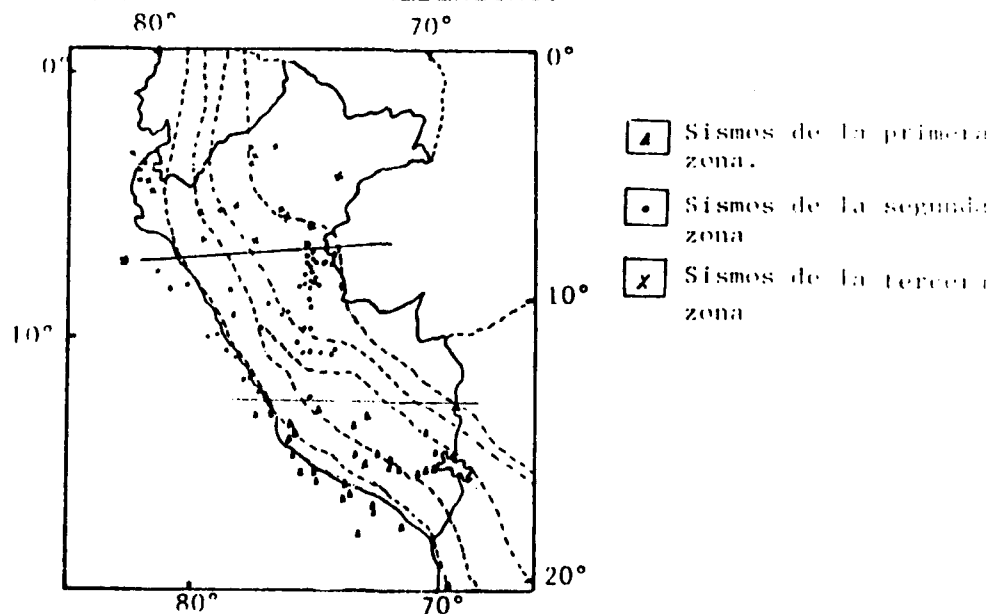 80°
70°
0°
0°
10°
10°
20°
80°
70°
Sismos de la primera
zona.
Sismos de la segunda
zona
x Sismos de la tercera
zona